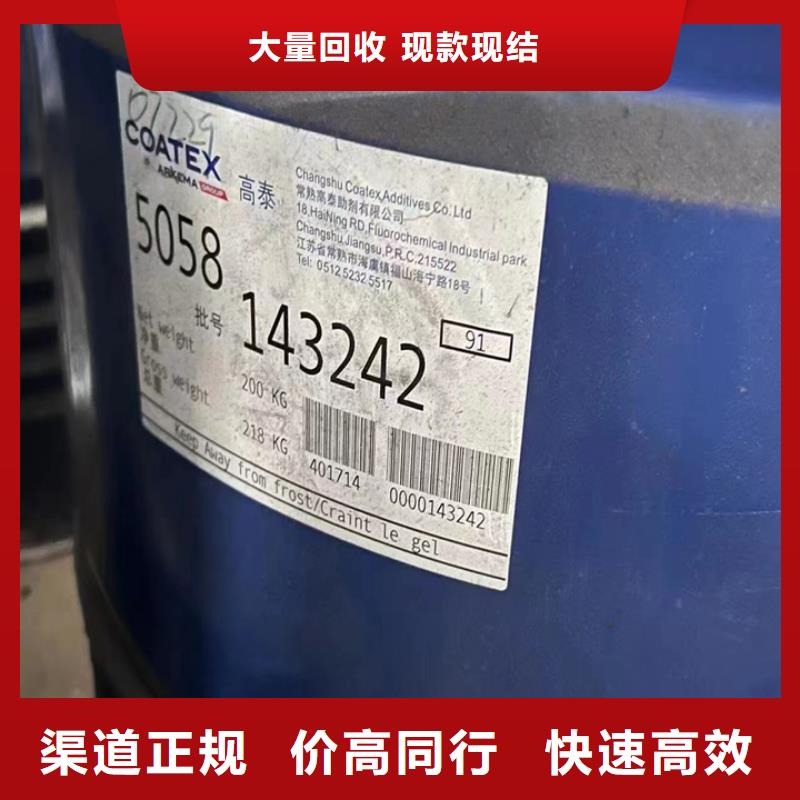 大量回收 现款现结
01729
COATEX
ARKEMA GROUP
高泰
Changshu Coatex Additives Co. Ltd
常熟高泰助剂有限公司
18,HaiNing RD,Fluorochemical Industrial park
Changshu,Jiangsu,P.R.C.215522
江苏省常熟市海虞镇福山海宁路18号
Tel: 0512.5232.5517
5058
批号 143242
91
Net weight
净重
200 KG
Gross weight
总重
218 KG
401714
0000143242
Keep Away from frost/Craint le gel
渠道正规 价高同行 快速高效